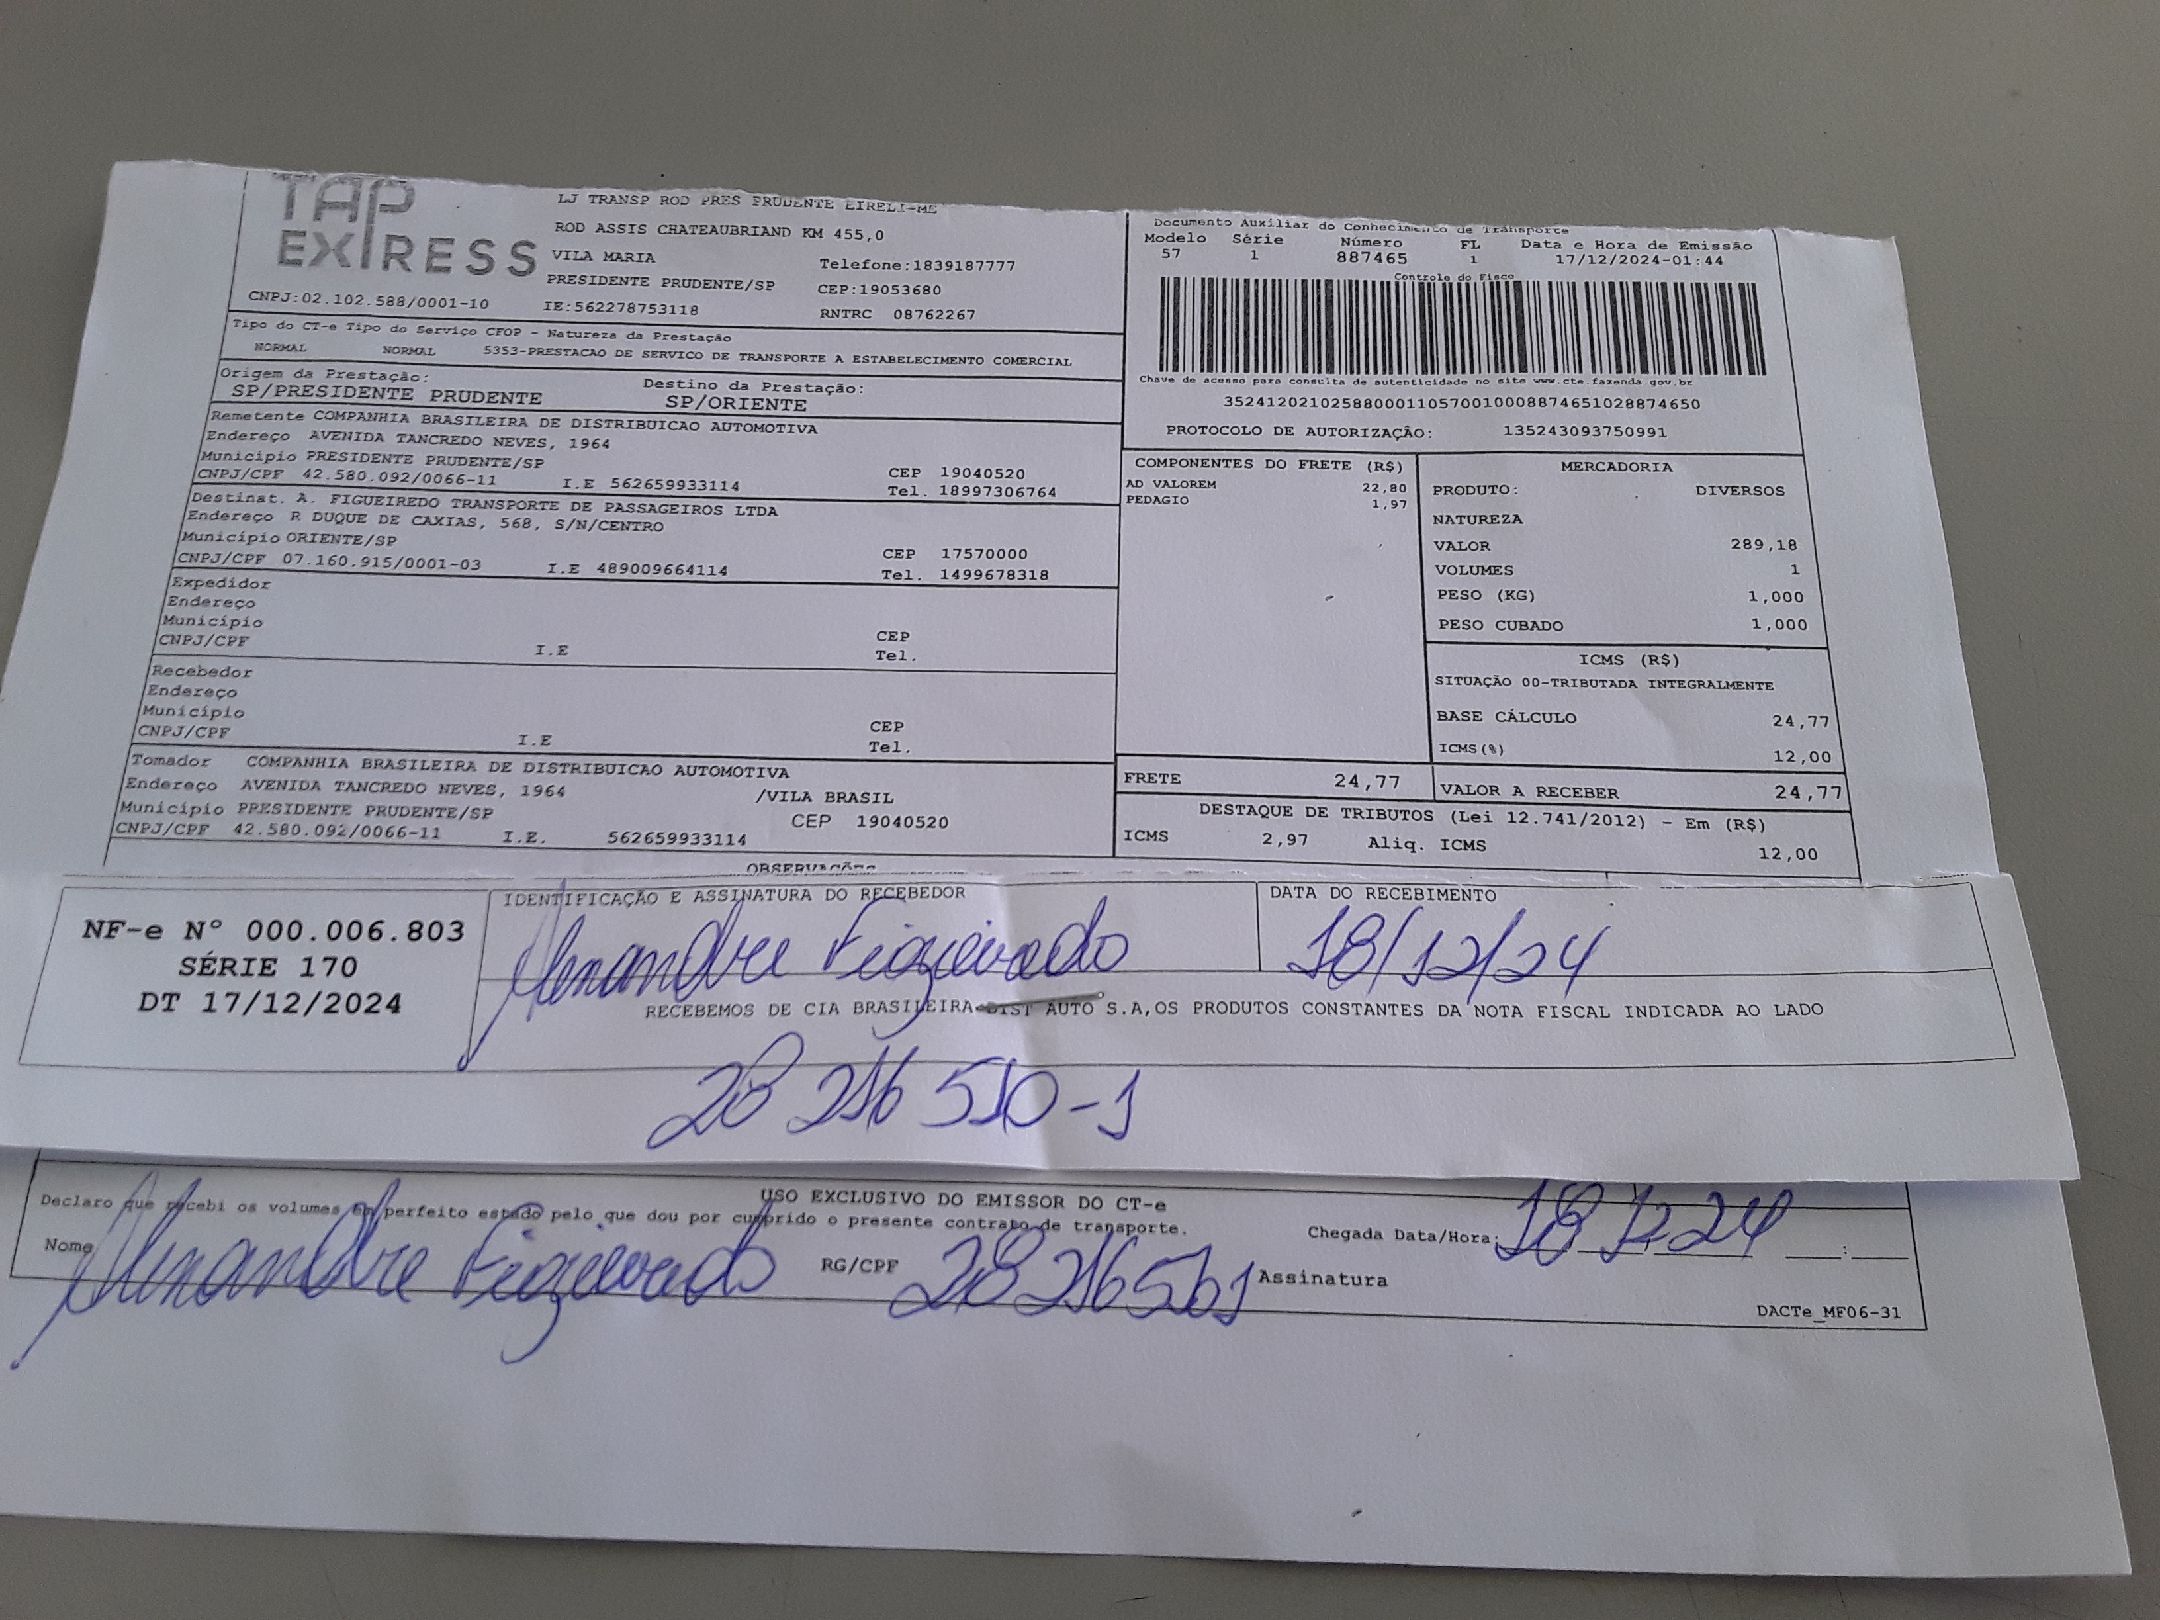 TAP EXPRESS
LJ TRANSP ROD PRES PRUDENTE EIRELI-ME
ROD ASSIS CHATEAUBRIAND KM 455,0
VILA MARIA Telefone:1839187777
PRESIDENTE PRUDENTE/SP CEP:19053680
CNPJ:02.102.588/0001-10 IE:562278753118 RNTRC 08762267
Tipo do CT-e Tipo do Serviço CFOP - Natureza da Prestação
NORMAL NORMAL 5353-PRESTACAO DE SERVICO DE TRANSPORTE A ESTABELECIMENTO COMERCIAL
Origem da Prestação: Destino da Prestação:
SP/PRESIDENTE PRUDENTE SP/ORIENTE
Remetente COMPANHIA BRASILEIRA DE DISTRIBUICAO AUTOMOTIVA
Endereço AVENIDA TANCREDO NEVES, 1964
Município PRESIDENTE PRUDENTE/SP CEP 19040520
CNPJ/CPF 42.580.092/0066-11 I.E 562659933114 Tel. 18997306764
Destinat. A. FIGUEIREDO TRANSPORTE DE PASSAGEIROS LTDA
Endereço R DUQUE DE CAXIAS, 568, S/N/CENTRO
Município ORIENTE/SP CEP 17570000
CNPJ/CPF 07.160.915/0001-03 I.E 489009664114 Tel. 1499678318
Expedidor
Endereço
Município CEP
CNPJ/CPF I.E Tel.
Recebedor
Endereço
Município CEP
CNPJ/CPF I.E Tel.
Tomador COMPANHIA BRASILEIRA DE DISTRIBUICAO AUTOMOTIVA
Endereço AVENIDA TANCREDO NEVES, 1964 /VILA BRASIL
Município PRESIDENTE PRUDENTE/SP CEP 19040520
CNPJ/CPF 42.580.092/0066-11 I.E. 562659933114
OBSERVAÇÕES
Documento Auxiliar do Conhecimento de Transporte
Modelo Série Número FL Data e Hora de Emissão
57 1 887465 1 17/12/2024-01:44
Controle do Fisco
Chave de acesso para consulta de autenticidade no site www.cte.fazenda.gov.br
35241202102588000110570010008874651028874650
PROTOCOLO DE AUTORIZAÇÃO: 135243093750991
COMPONENTES DO FRETE (R$)
AD VALOREM 22,80
PEDAGIO 1,97
MERCADORIA
PRODUTO: DIVERSOS
NATUREZA
VALOR 289,18
VOLUMES 1
PESO (KG) 1,000
PESO CUBADO 1,000
ICMS (R$)
SITUAÇÃO 00-TRIBUTADA INTEGRALMENTE
BASE CÁLCULO 24,77
ICMS(%) 12,00
FRETE 24,77 VALOR A RECEBER 24,77
DESTAQUE DE TRIBUTOS (Lei 12.741/2012) - Em (R$)
ICMS 2,97 Aliq. ICMS 12,00
NF-e Nº 000.006.803
SÉRIE 170
DT 17/12/2024
IDENTIFICAÇÃO E ASSINATURA DO RECEBEDOR DATA DO RECEBIMENTO
Alexandre Figueiredo 18/12/24
RECEBEMOS DE CIA BRASILEIRA DIST AUTO S.A,OS PRODUTOS CONSTANTES DA NOTA FISCAL INDICADA AO LADO
28 216 510-1
USO EXCLUSIVO DO EMISSOR DO CT-e
Declaro que recebi os volumes em perfeito estado pelo que dou por cumprido o presente contrato de transporte. Chegada Data/Hora: 18 12 24 :
Nome Alexandre Figueiredo RG/CPF Assinatura
DACTe_MF06-31